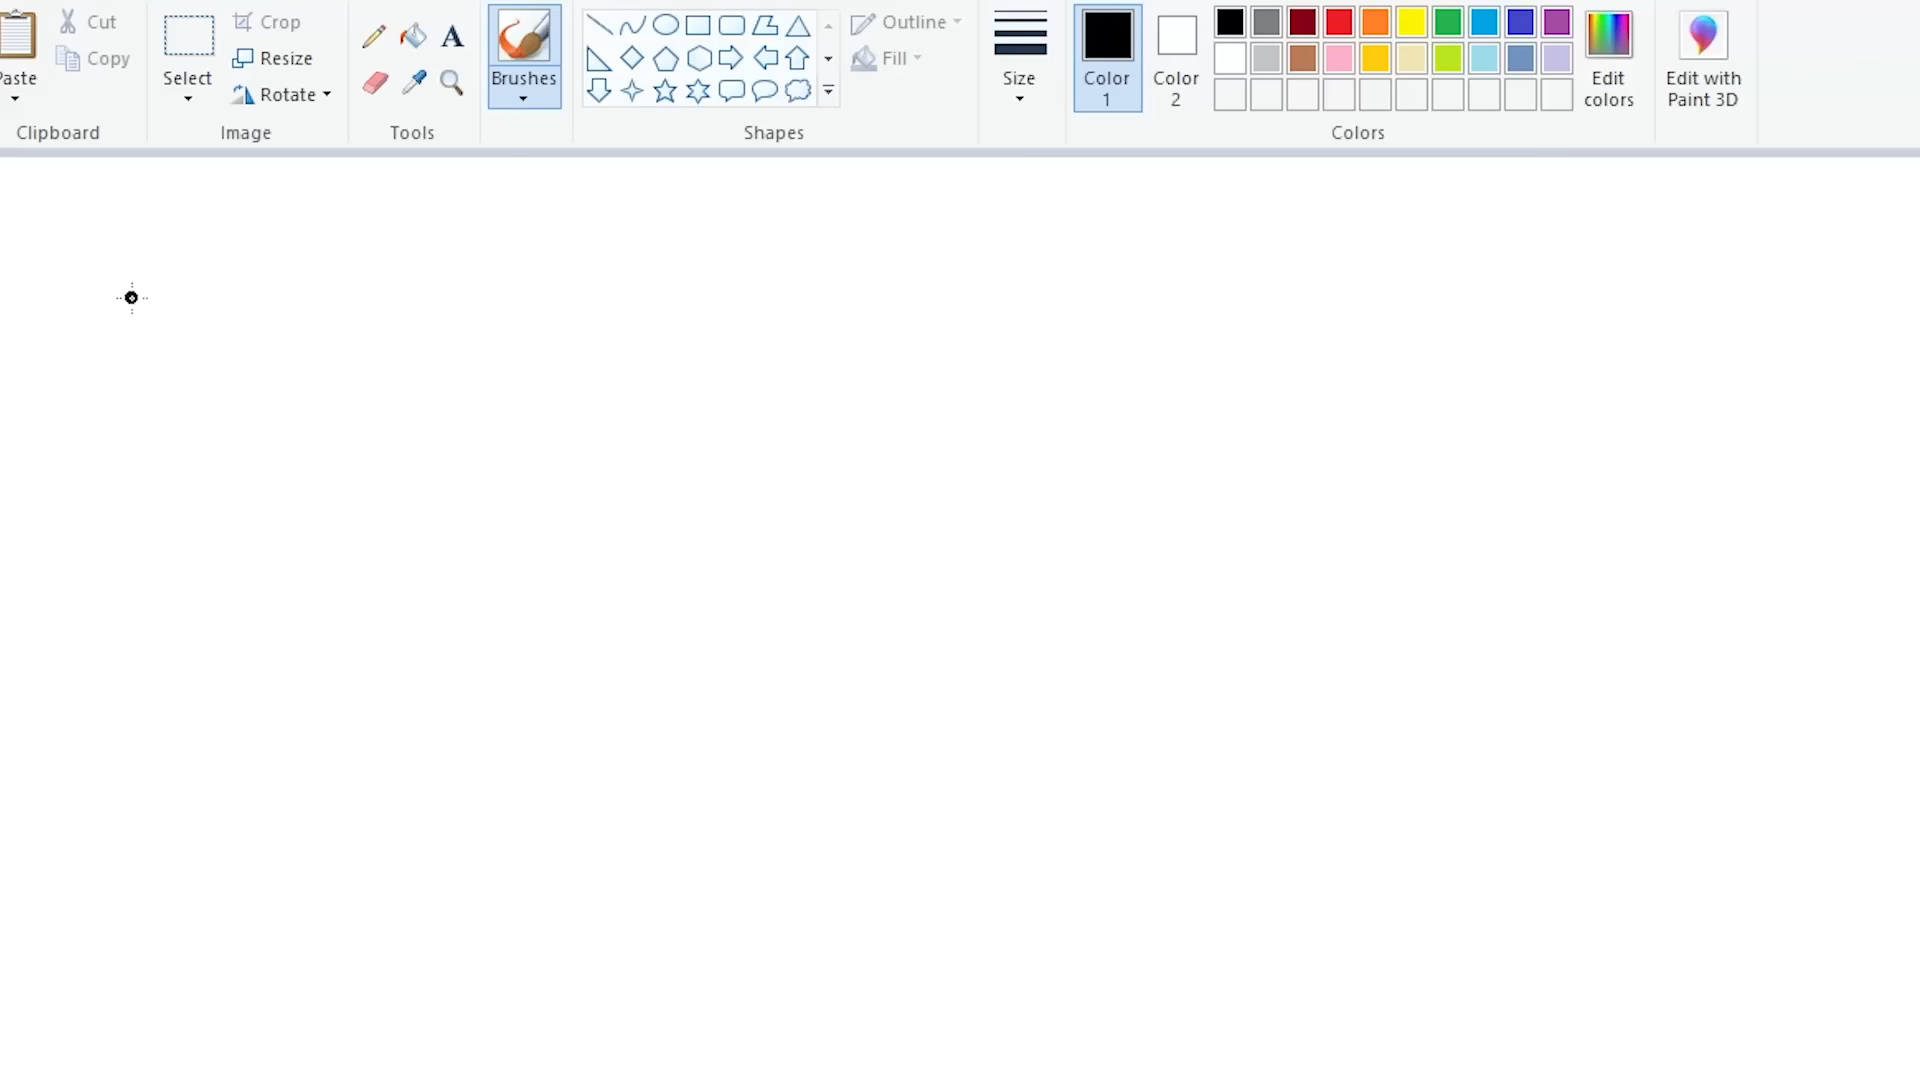 Cut
Copy
Paste
Clipboard
Select
Crop
Resize
Rotate
Image
A
Tools
Brushes
Shapes
Outline
Fill
Size
Color
1
Color
2
Colors
Edit
colors
Edit with
Paint 3D